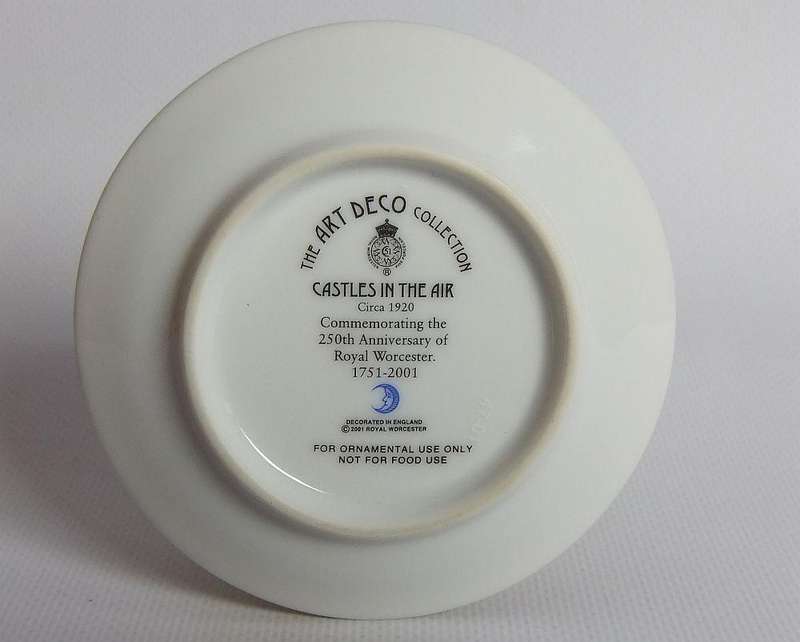 THE ART DECO COLLECTION
®
CASTLES IN THE AIR
Circa 1920
Commemorating the
250th Anniversary of
Royal Worcester.
1751-2001
DECORATED IN ENGLAND
© 2001 ROYAL WORCESTER
FOR ORNAMENTAL USE ONLY
NOT FOR FOOD USE